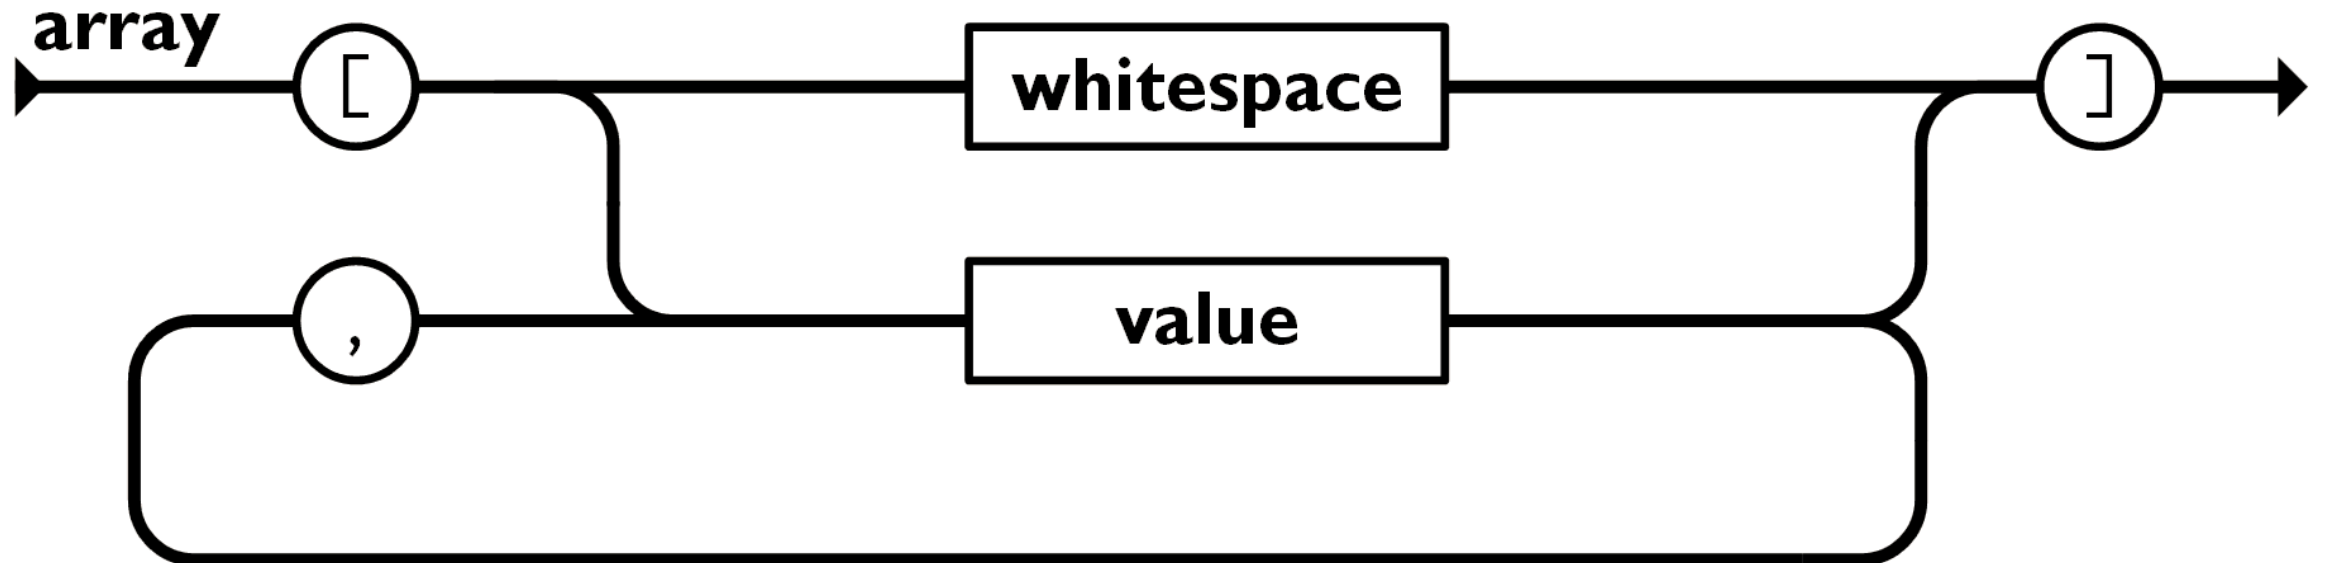 array
[ whitespace ]
, value